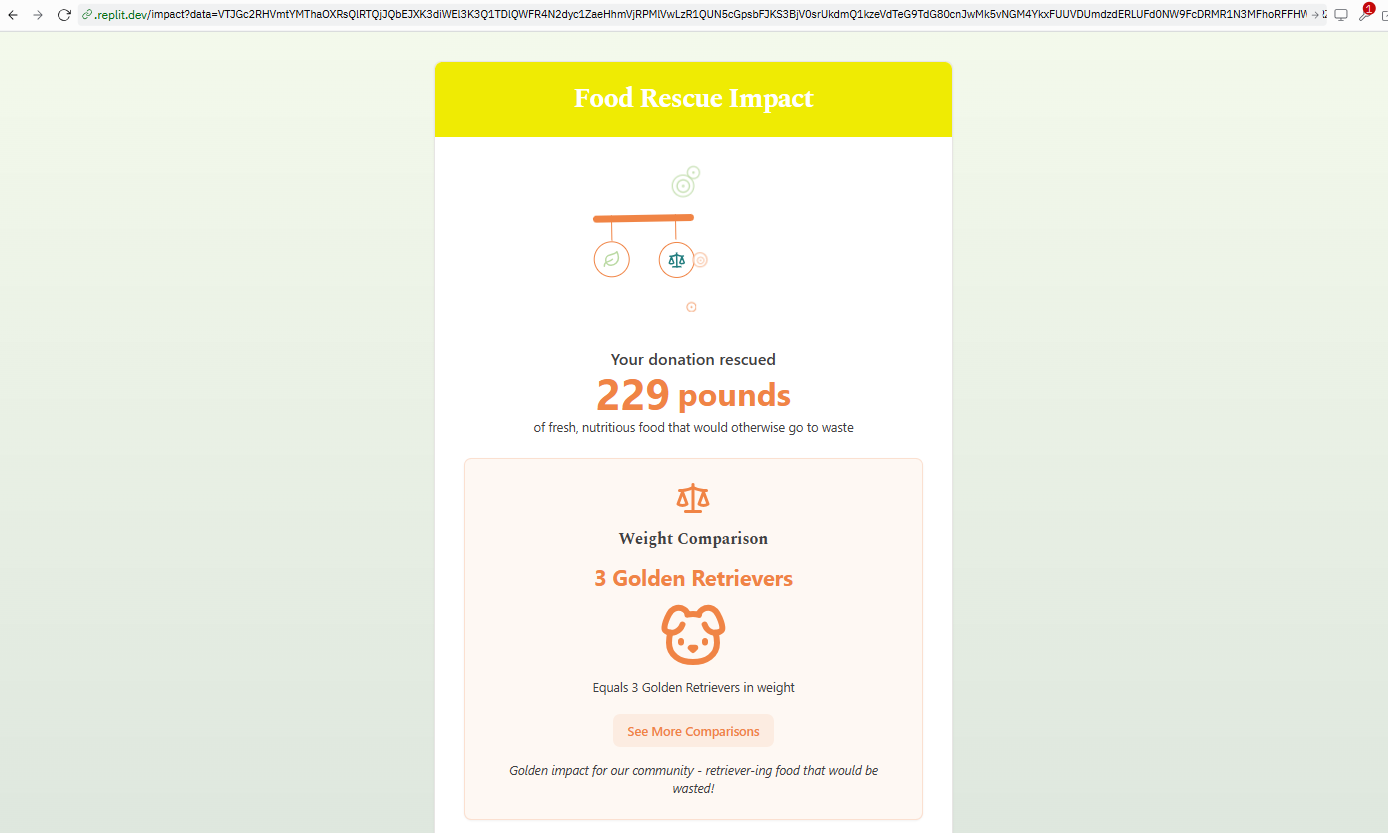 .replit.dev/impact?data=
1
Food Rescue Impact
Your donation rescued
229 pounds
of fresh, nutritious food that would otherwise go to waste
Weight Comparison
3 Golden Retrievers
Equals 3 Golden Retrievers in weight
See More Comparisons
Golden impact for our community - retriever-ing food that would be
wasted!